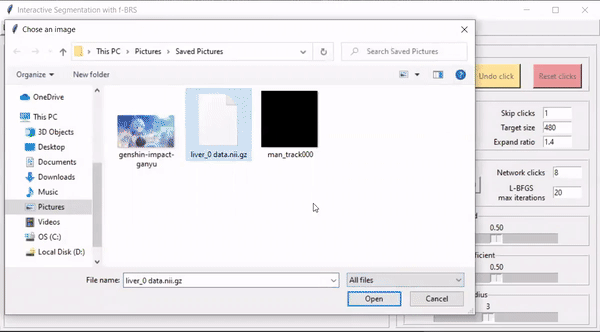 Interactive Segmentation with f-BRS
Choose an image
This PC > Pictures > Saved Pictures
Search Saved Pictures
Organize
New folder
OneDrive
This PC
3D Objects
Desktop
Documents
Downloads
Music
Pictures
Videos
OS (C:)
Local Disk (D:)
genshin-impact-
ganyu
liver_0 data.nii.gz
man_track000
File name:
liver_0 data.nii.gz
All files
Open
Cancel
Undo click
Reset clicks
Skip clicks 1
Target size 480
Expand ratio 1.4
Network clicks 8
L-BFGS
max iterations 20
0.50
0.50
3